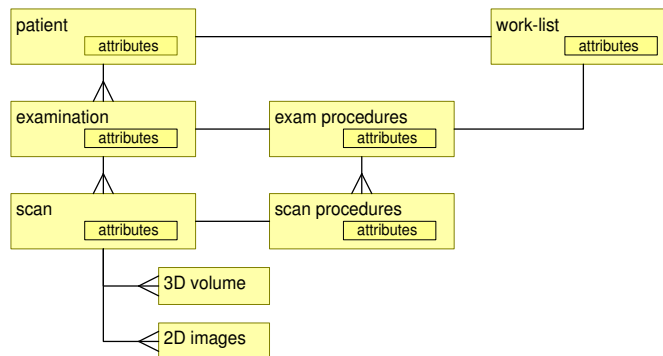 patient
attributes
work-list
attributes
examination
attributes
exam procedures
attributes
scan
attributes
scan procedures
attributes
3D volume
2D images